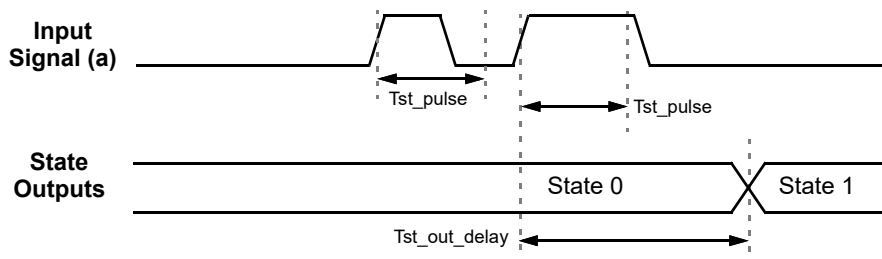 Input
Signal (a)
Tst_pulse
Tst_pulse
State
Outputs
State 0
State 1
Tst_out_delay